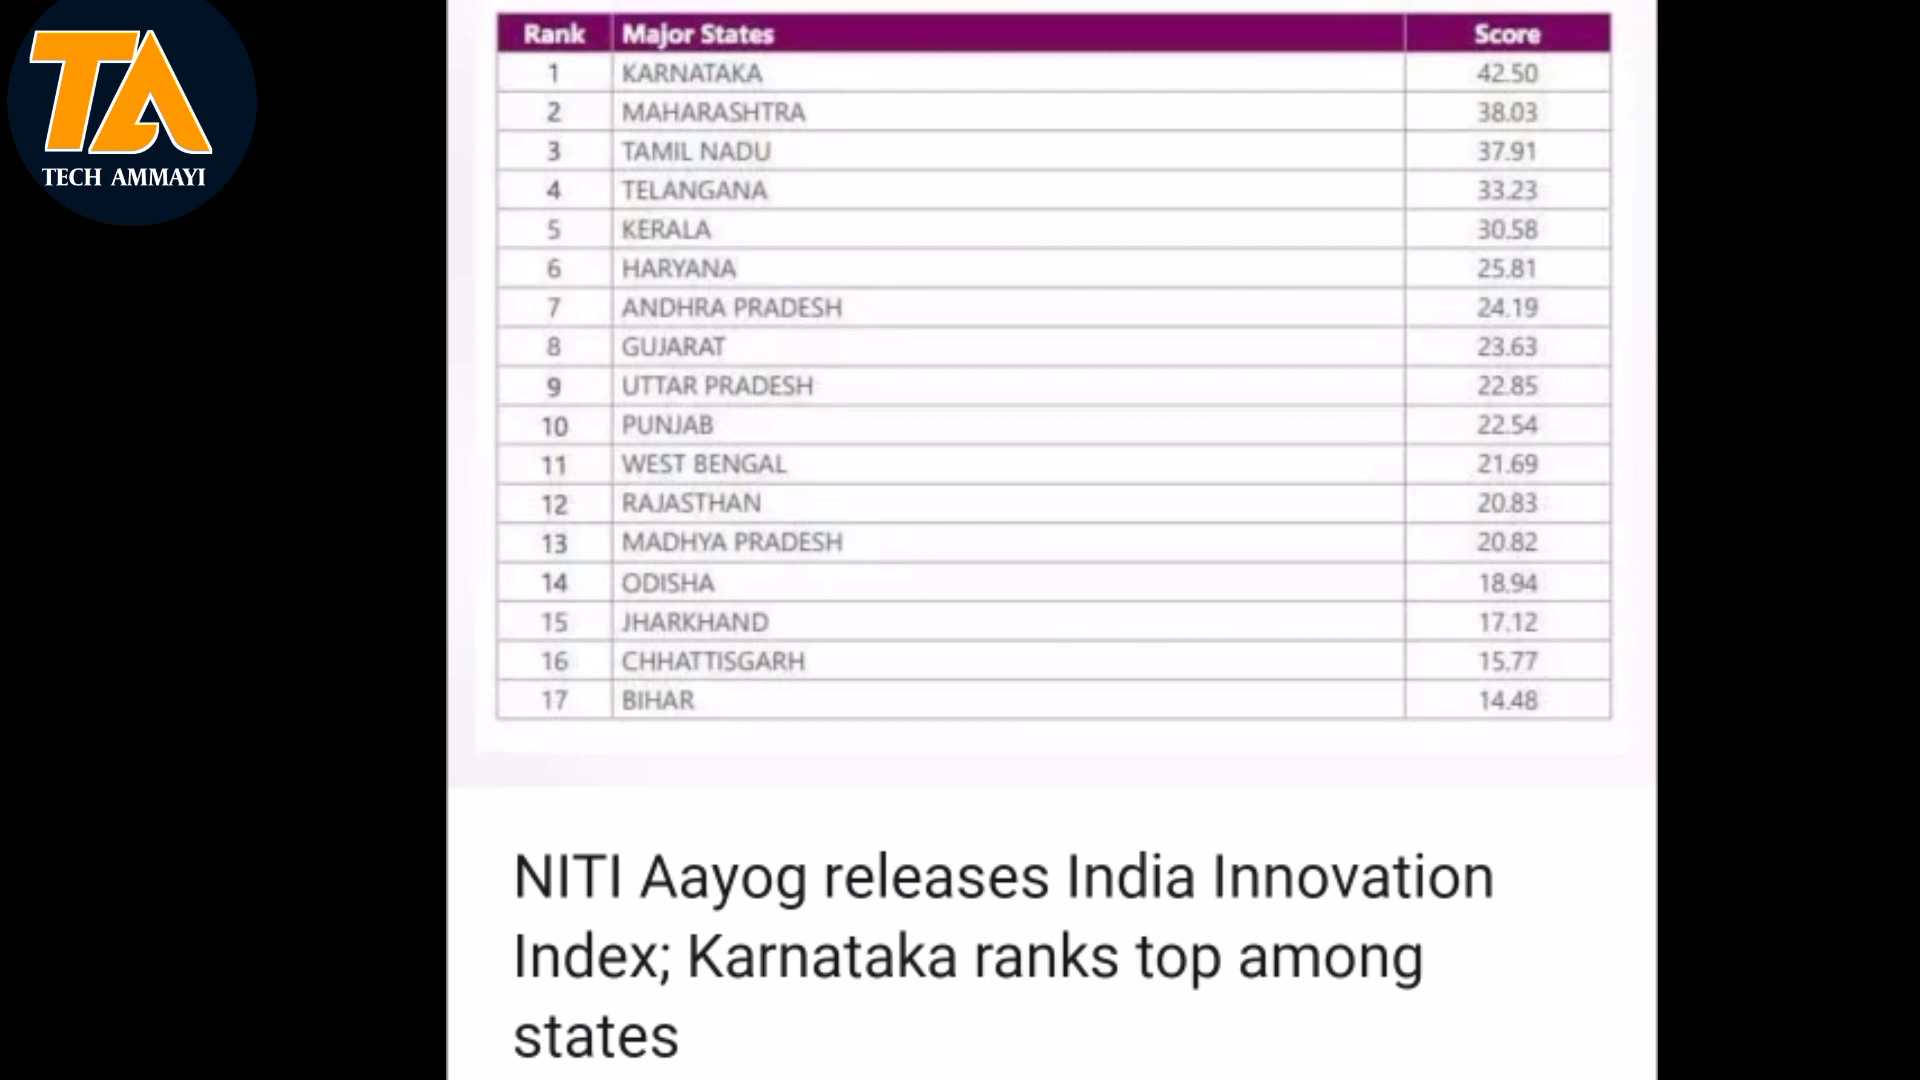 TA
TECH AMMAYI
Rank Major States Score
1 KARNATAKA 42.50
2 MAHARASHTRA 38.03
3 TAMIL NADU 37.91
4 TELANGANA 33.23
5 KERALA 30.58
6 HARYANA 25.81
7 ANDHRA PRADESH 24.19
8 GUJARAT 23.63
9 UTTAR PRADESH 22.85
10 PUNJAB 22.54
11 WEST BENGAL 21.69
12 RAJASTHAN 20.83
13 MADHYA PRADESH 20.82
14 ODISHA 18.94
15 JHARKHAND 17.12
16 CHHATTISGARH 15.77
17 BIHAR 14.48
NITI Aayog releases India Innovation
Index; Karnataka ranks top among
states